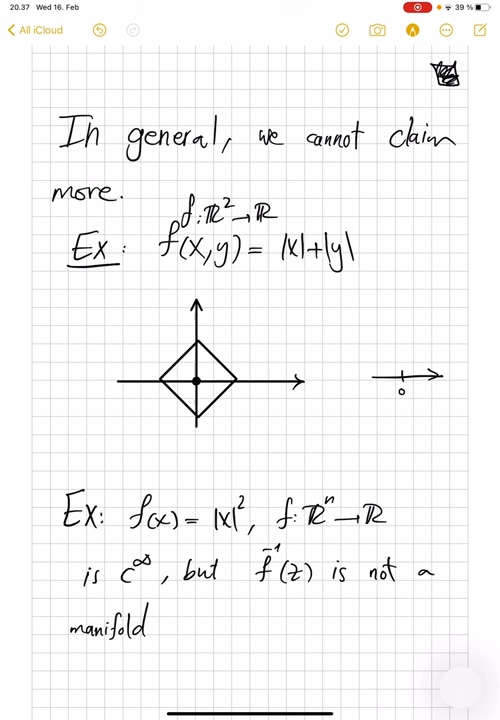 20.37 Wed 16. Feb
39 %
All iCloud
In general, we cannot claim
more.
f: ℝ² → ℝ
Ex: f(x,y) = |x|+|y|
0
Ex: f(x) = |x|², f: ℝⁿ → ℝ
is C^∞, but f⁻¹(z) is not a
manifold